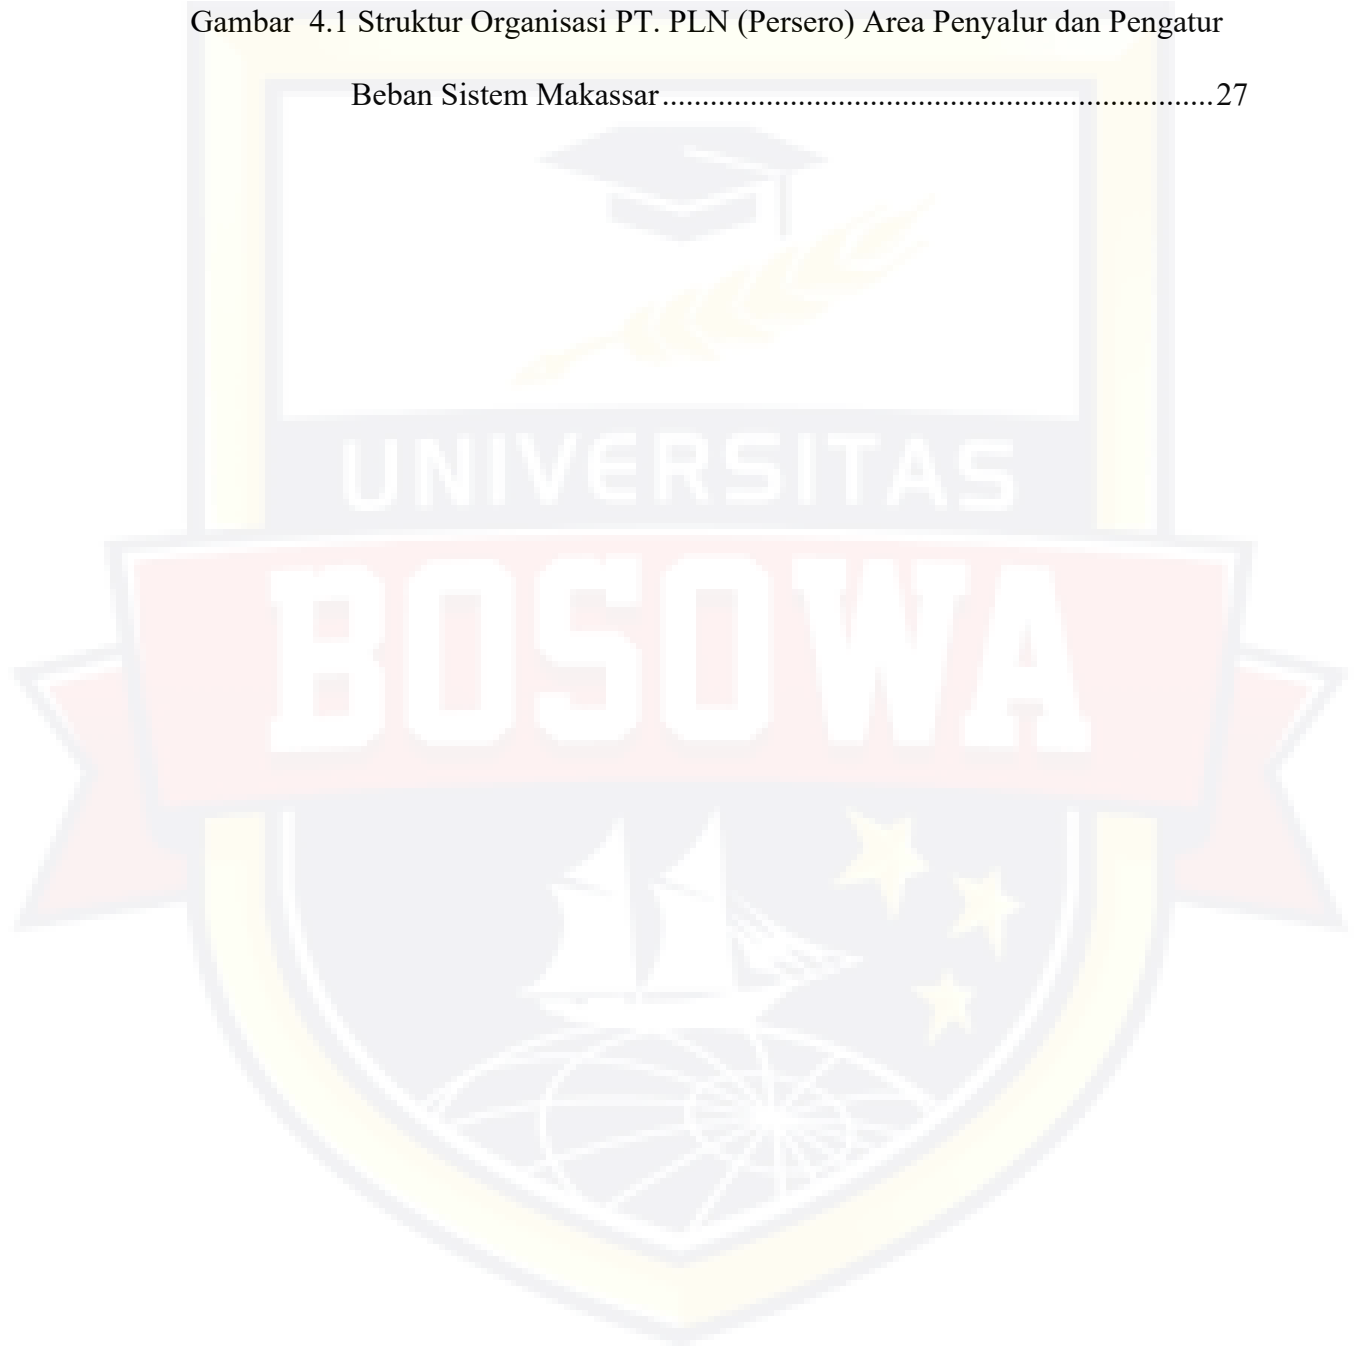 Gambar  4.1 Struktur Organisasi PT. PLN (Persero) Area Penyalur dan Pengatur
Beban Sistem Makassar.....................................................................27
UNIVERSITAS
BOSOWA